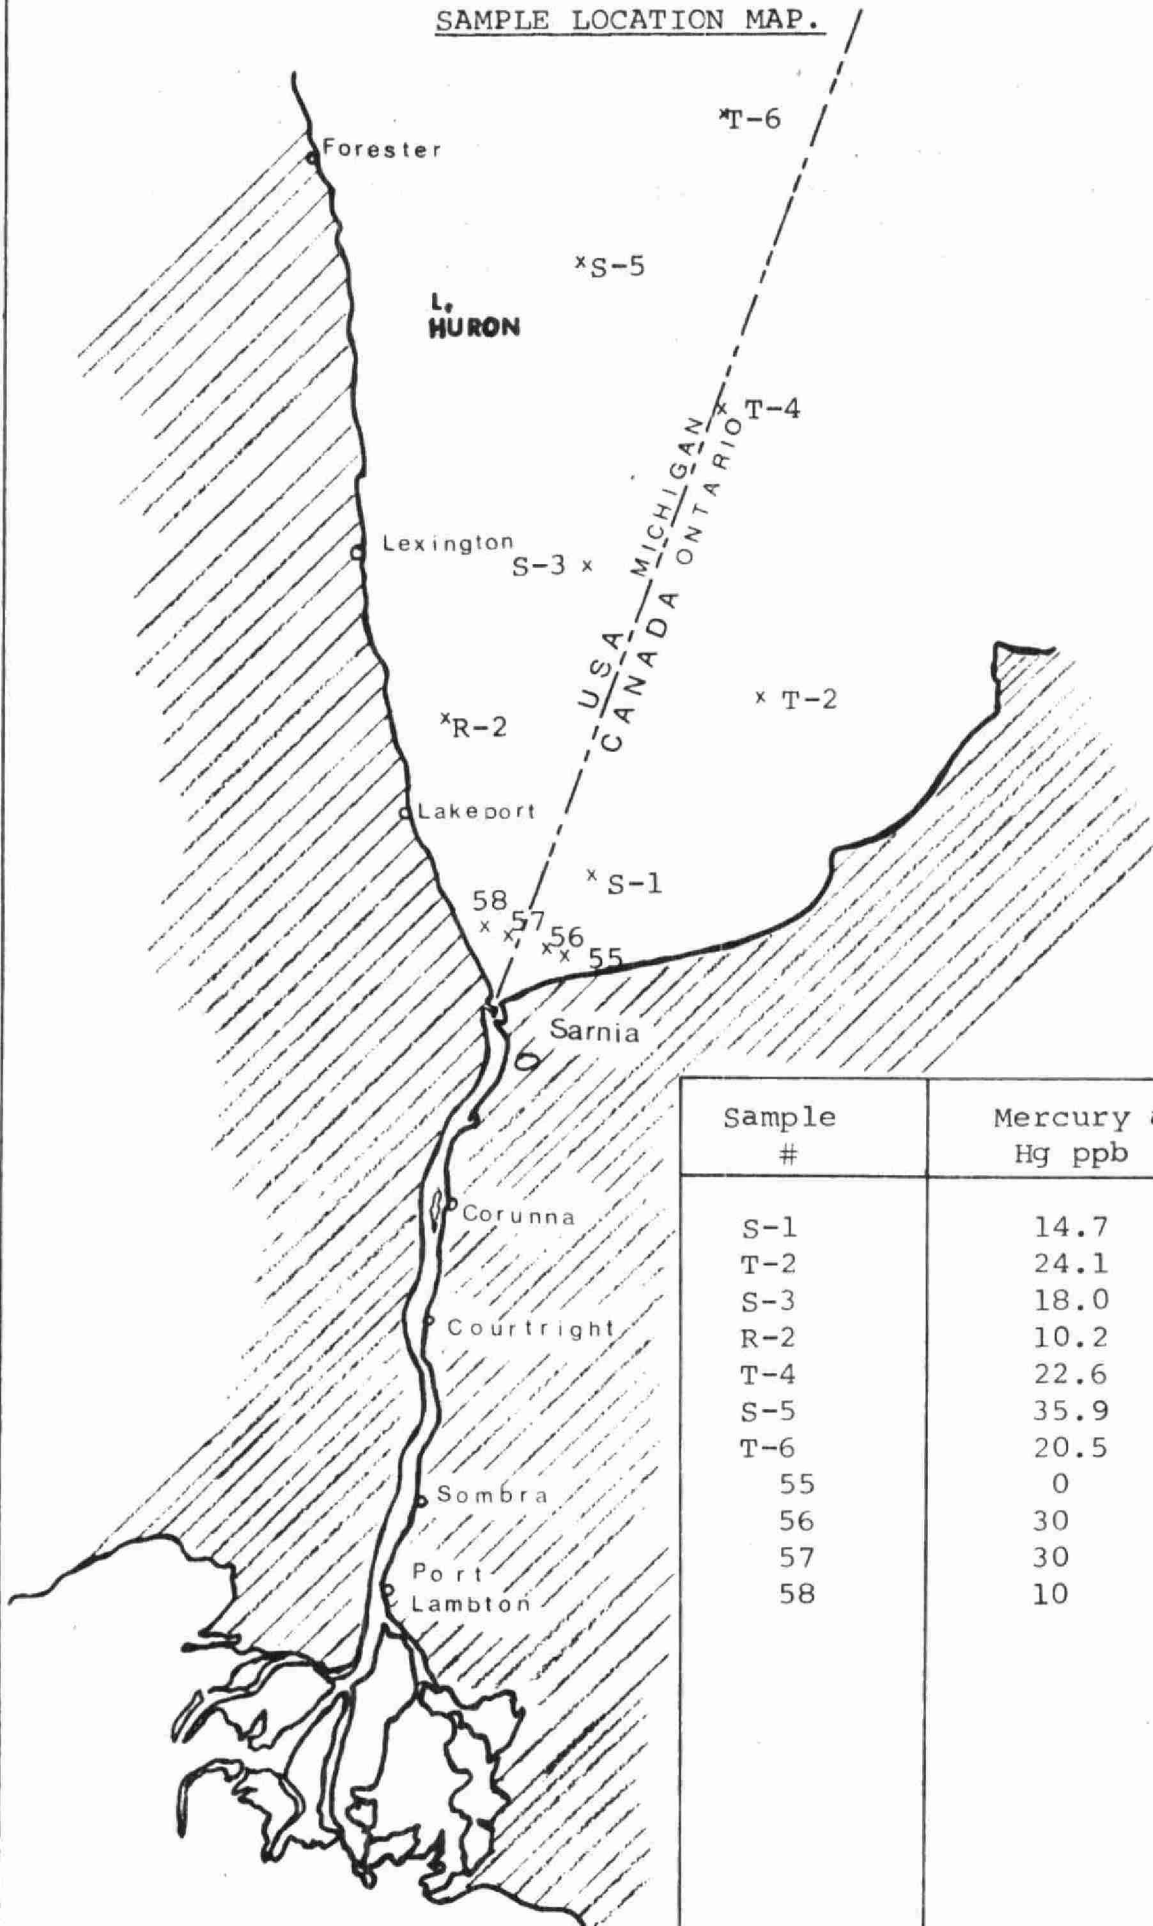 SAMPLE LOCATION MAP.
T-6
Forester
S-5
L.
HURON
T-4
USA MICHIGAN
CANADA ONTARIO
Lexington
S-3
T-2
R-2
Lakeport
S-1
58
57
56
55
Sarnia
Corunna
Courtright
Sombra
Port
Lambton
Sample Mercury
# Hg ppb
S-1 14.7
T-2 24.1
S-3 18.0
R-2 10.2
T-4 22.6
S-5 35.9
T-6 20.5
55 0
56 30
57 30
58 10